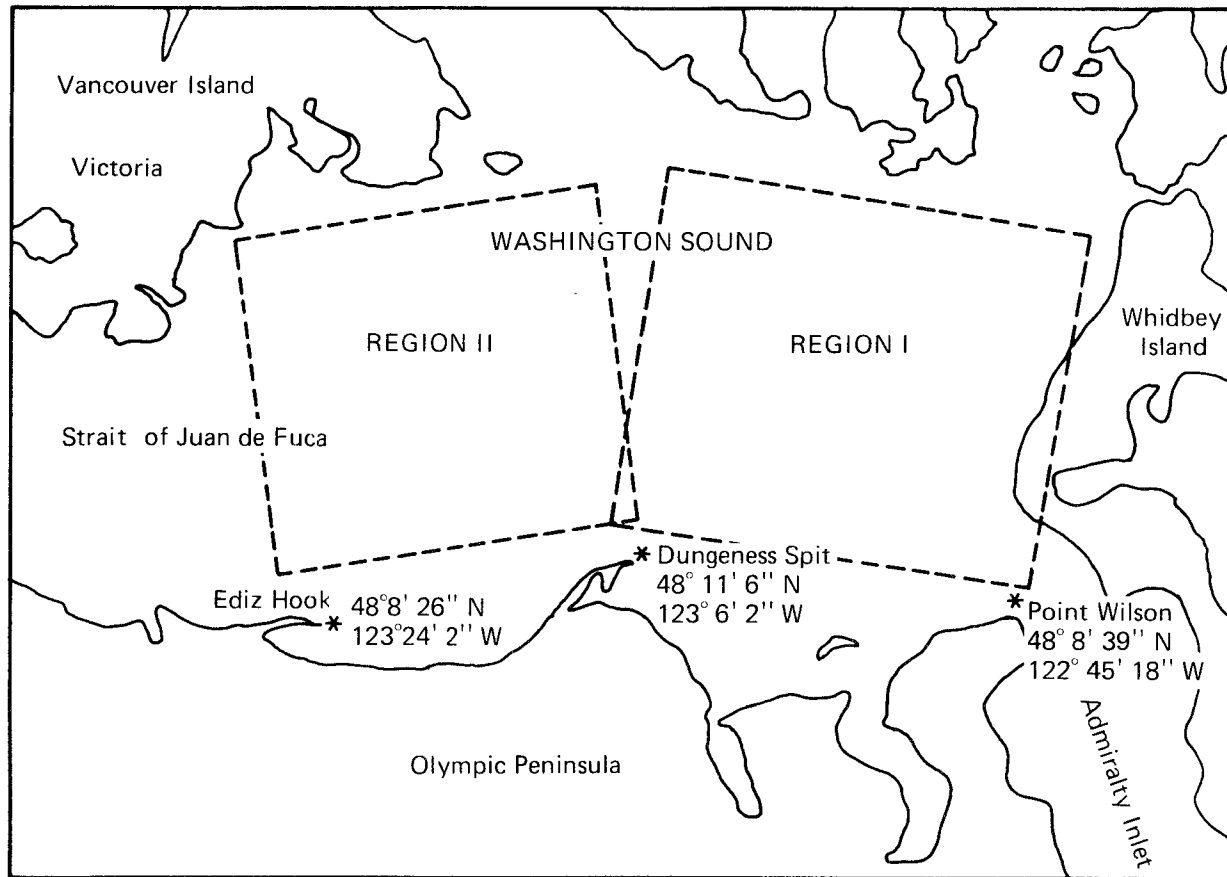 Vancouver Island
Victoria
WASHINGTON SOUND
REGION II
REGION I
Whidbey
Island
Strait of Juan de Fuca
Dungeness Spit
48° 11' 6" N
123° 6' 2" W
Ediz Hook
48°8' 26" N
123°24' 2" W
Point Wilson
48° 8' 39" N
122° 45' 18" W
Olympic Peninsula
Admiralty Inlet